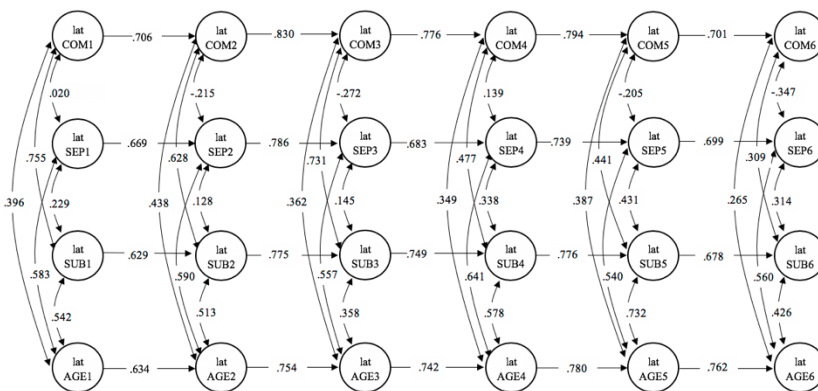 lat lat lat lat lat lat
COM1 .706 COM2 .830 COM3 .776 COM4 .794 COM5 .701 COM6
.020 -.215 -.272 .139 -.205 -.347
lat lat lat lat lat lat
SEP1 .669 SEP2 .786 SEP3 .683 SEP4 .739 SEP5 .699 SEP6
.755 .628 .731 .477 .441 .309
.396 .229 .438 .128 .362 .145 .349 .338 .387 .431 .265 .314
lat lat lat lat lat lat
SUB1 .629 SUB2 .775 SUB3 .749 SUB4 .776 SUB5 .678 SUB6
.583 .590 .557 .641 .540 .560
.542 .513 .358 .578 .732 .426
lat lat lat lat lat lat
AGE1 .634 AGE2 .754 AGE3 .742 AGE4 .780 AGE5 .762 AGE6